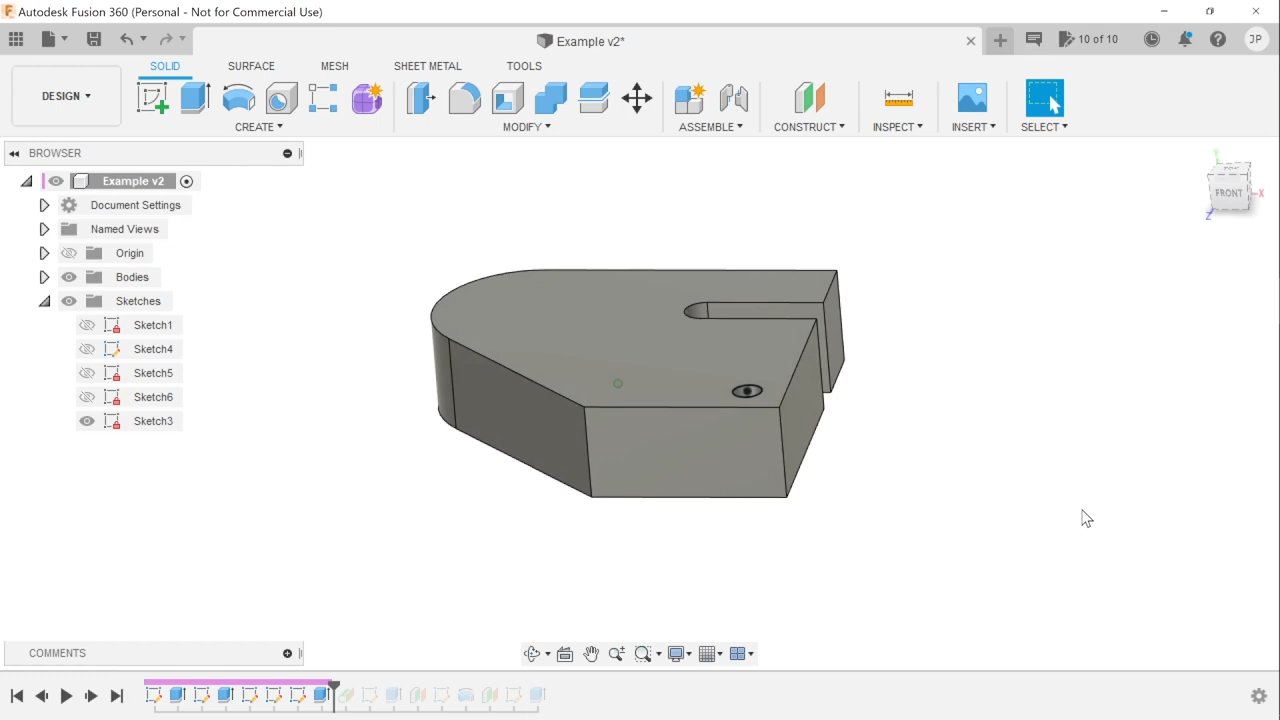 Autodesk Fusion 360 (Personal - Not for Commercial Use)
Example v2*
10 of 10
JP
DESIGN
SOLID SURFACE MESH SHEET METAL TOOLS
CREATE MODIFY ASSEMBLE CONSTRUCT INSPECT INSERT SELECT
BROWSER
Example v2
Document Settings
Named Views
Origin
Bodies
Sketches
Sketch1
Sketch4
Sketch5
Sketch6
Sketch3
Y
FRONT
X
Z
COMMENTS